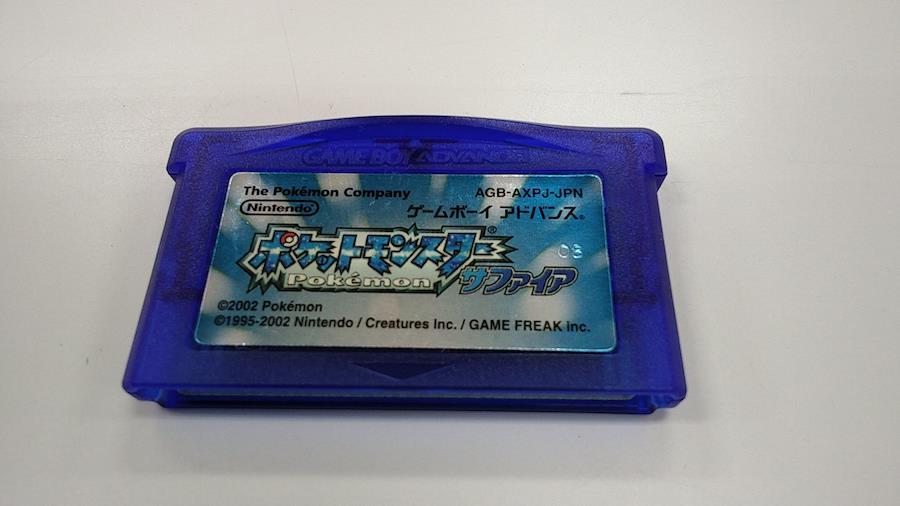 GAME BOY ADVANCE
The Pokémon Company AGB-AXPJ-JPN
Nintendo® ゲームボーイ アドバンス®
ポケットモンスター®
06
Pokémon サファイア
©2002 Pokémon
©1995-2002 Nintendo / Creatures inc. / GAME FREAK inc.